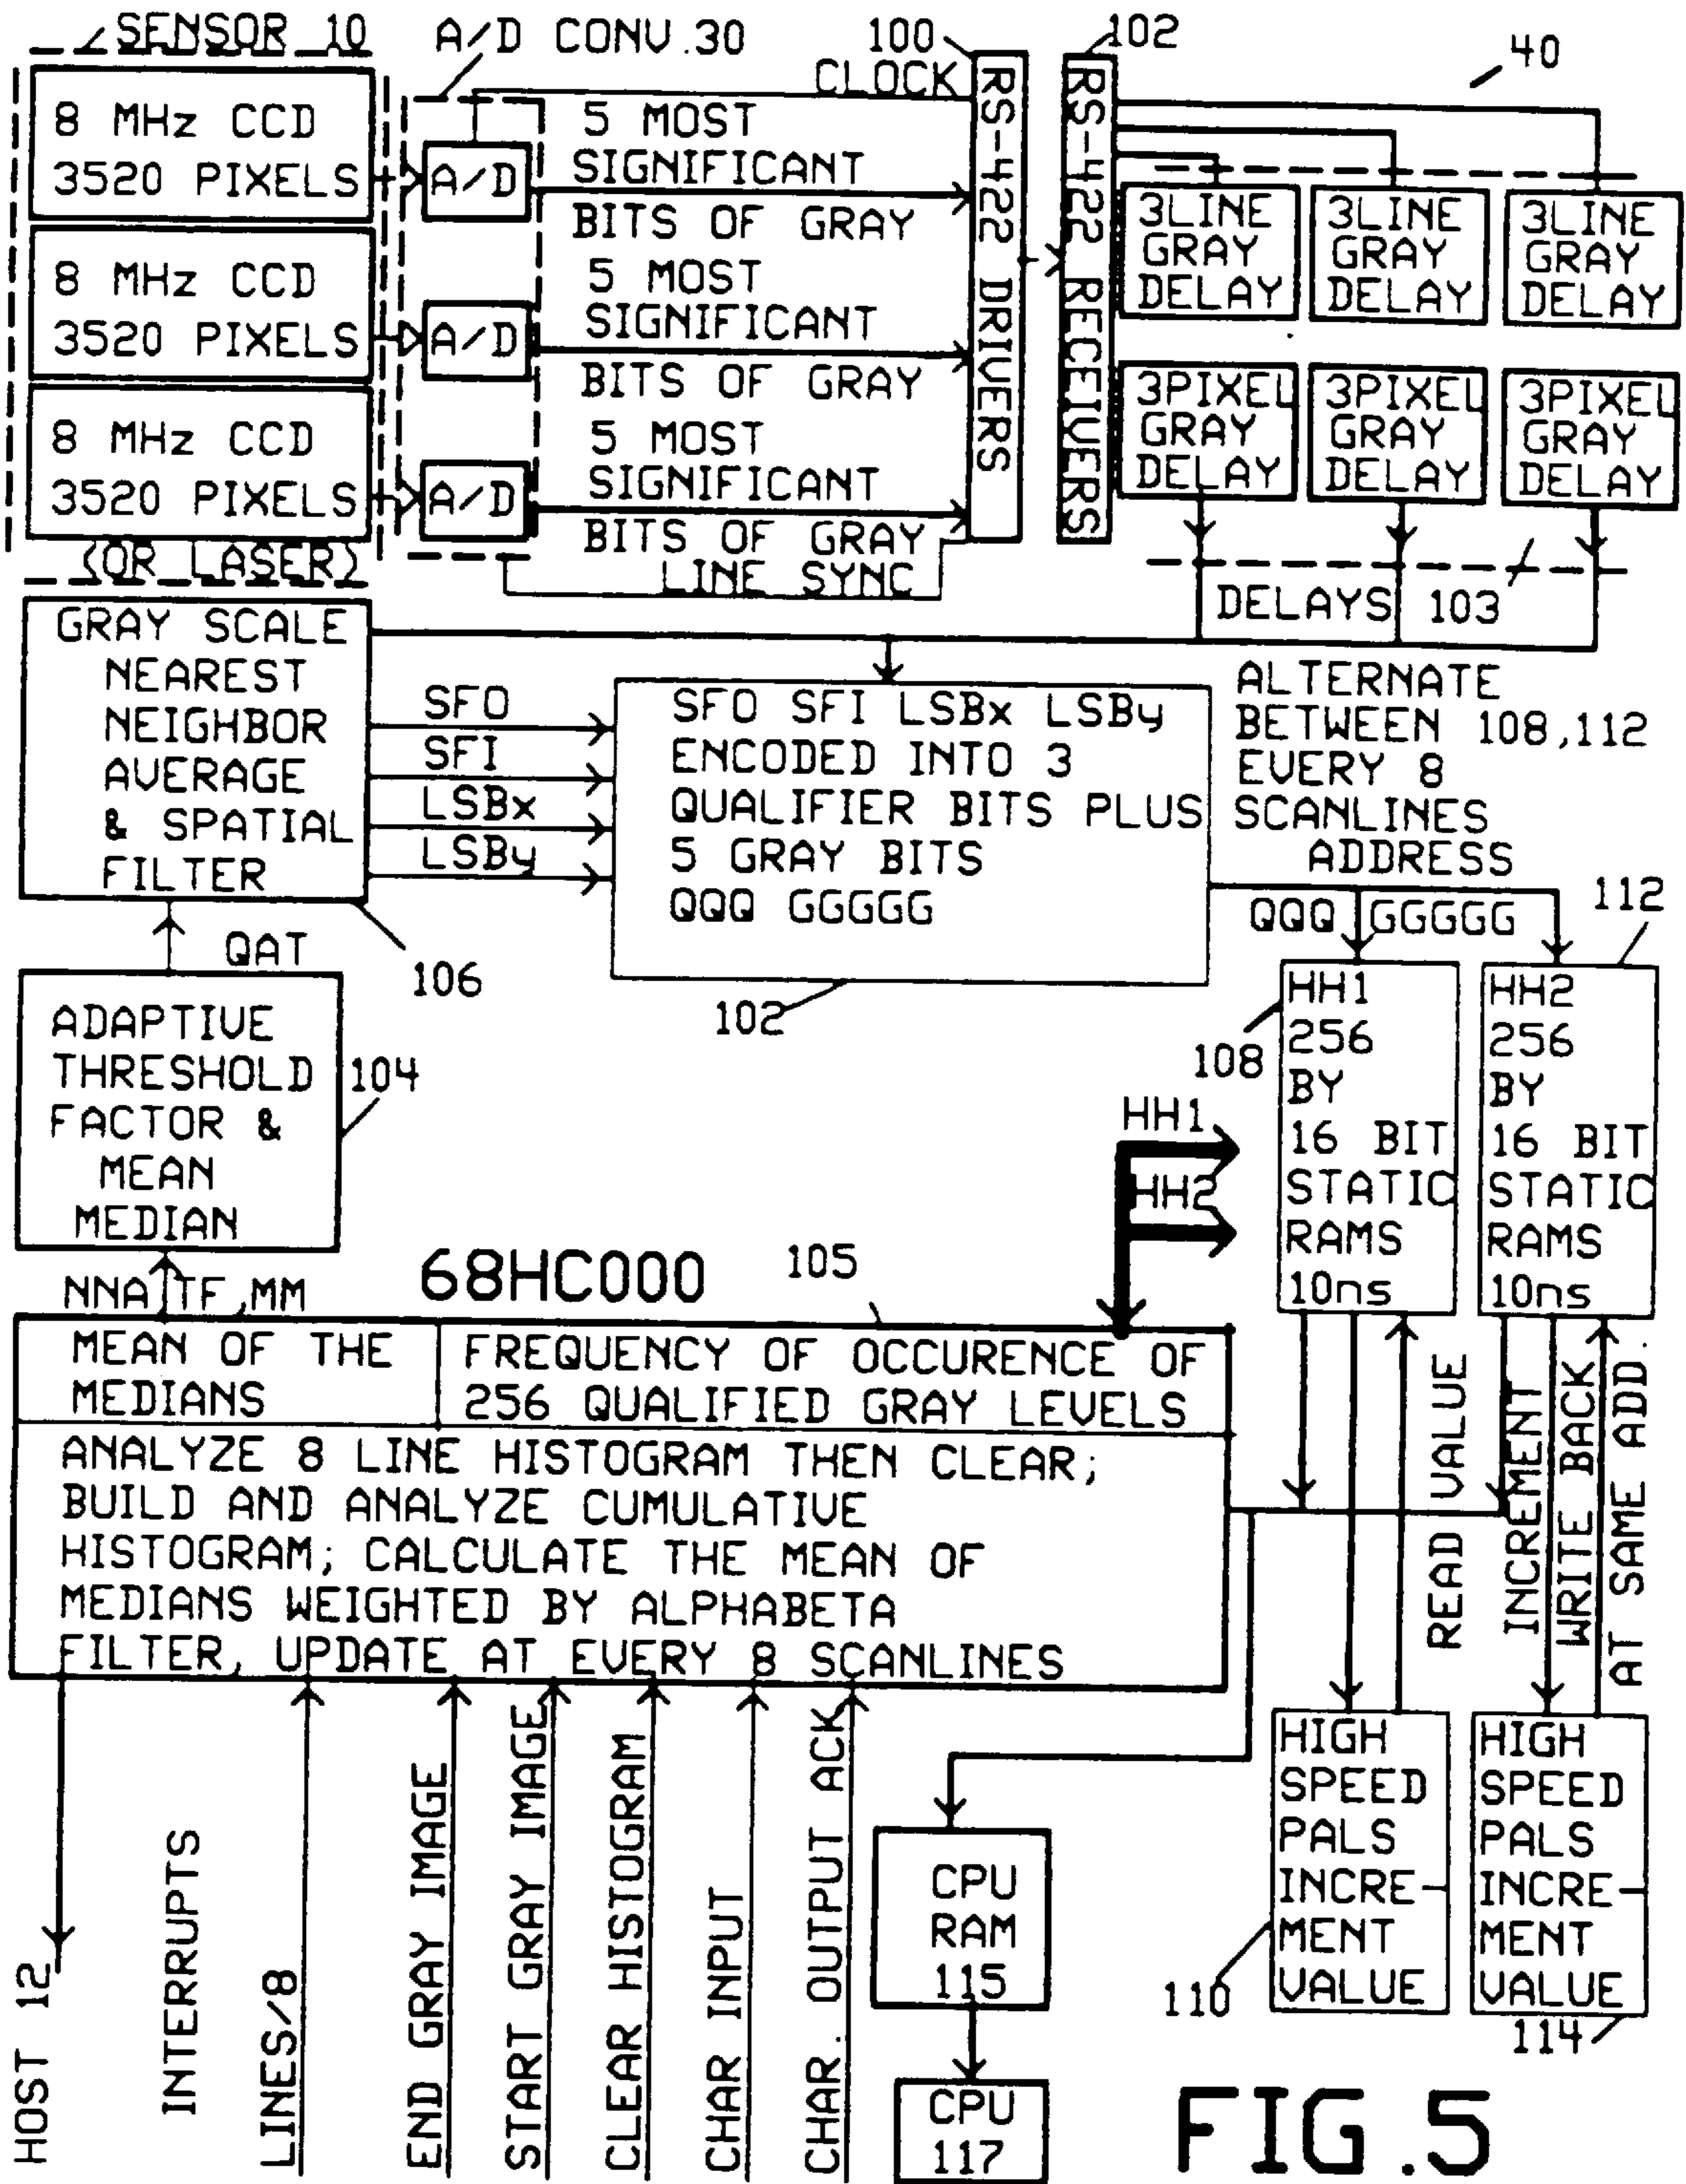 SENSOR 10
A/D CONV.30
100
102
40
CLOCK
8 MHz CCD
3520 PIXELS
A/D
5 MOST
SIGNIFICANT
BITS OF GRAY
8 MHz CCD
3520 PIXELS
A/D
5 MOST
SIGNIFICANT
BITS OF GRAY
8 MHz CCD
3520 PIXELS
A/D
5 MOST
SIGNIFICANT
BITS OF GRAY
(OR LASER)
LINE SYNC
RS-422 DRIVERS
RS-422 RECEIVERS
3LINE
GRAY
DELAY
3LINE
GRAY
DELAY
3LINE
GRAY
DELAY
3PIXEL
GRAY
DELAY
3PIXEL
GRAY
DELAY
3PIXEL
GRAY
DELAY
DELAYS 103
GRAY SCALE
NEAREST
NEIGHBOR
AVERAGE
& SPATIAL
FILTER
106
SFO
SFI
LSBx
LSBy
SFO SFI LSBx LSBy
ENCODED INTO 3
QUALIFIER BITS PLUS
5 GRAY BITS
QQQ GGGGG
102
ALTERNATE
BETWEEN 108,112
EVERY 8
SCANLINES
ADDRESS
QQQ GGGGG
112
QAT
ADAPTIVE
THRESHOLD
FACTOR &
MEAN
MEDIAN
104
HH1
256
BY
16 BIT
STATIC
RAMS
10ns
108
HH2
256
BY
16 BIT
STATIC
RAMS
10ns
HH1
HH2
NNA TF,MM
68HC000
105
MEAN OF THE
MEDIANS
FREQUENCY OF OCCURENCE OF
256 QUALIFIED GRAY LEVELS
ANALYZE 8 LINE HISTOGRAM THEN CLEAR;
BUILD AND ANALYZE CUMULATIVE
HISTOGRAM; CALCULATE THE MEAN OF
MEDIANS WEIGHTED BY ALPHABETA
FILTER, UPDATE AT EVERY 8 SCANLINES
READ VALUE
INCREMENT
WRITE BACK
AT SAME ADD.
HOST 12
INTERRUPTS
LINES/8
END GRAY IMAGE
START GRAY IMAGE
CLEAR HISTOGRAM
CHAR INPUT
CHAR. OUTPUT ACK
CPU
RAM
115
CPU
117
HIGH
SPEED
PALS
INCRE-
MENT
VALUE
110
HIGH
SPEED
PALS
INCRE-
MENT
VALUE
114
FIG.5